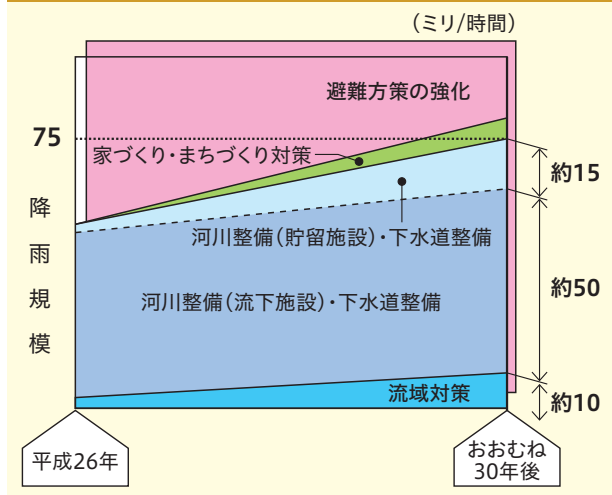 （ミリ/時間）
避難方策の強化
75
家づくり・まちづくり対策
約15
降雨規模
河川整備（貯留施設）・下水道整備
約50
河川整備（流下施設）・下水道整備
流域対策
約10
平成26年
おおむね
30年後